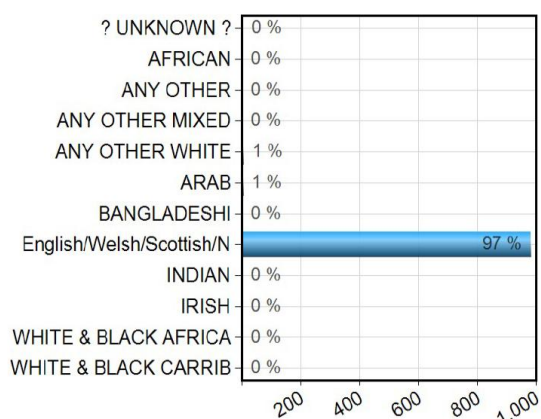 ? UNKNOWN ? 0 %
AFRICAN 0 %
ANY OTHER 0 %
ANY OTHER MIXED 0 %
ANY OTHER WHITE 1 %
ARAB 1 %
BANGLADESHI 0 %
English/Welsh/Scottish/N 97 %
INDIAN 0 %
IRISH 0 %
WHITE & BLACK AFRICA 0 %
WHITE & BLACK CARRIB 0 %
200 400 600 800 1,000